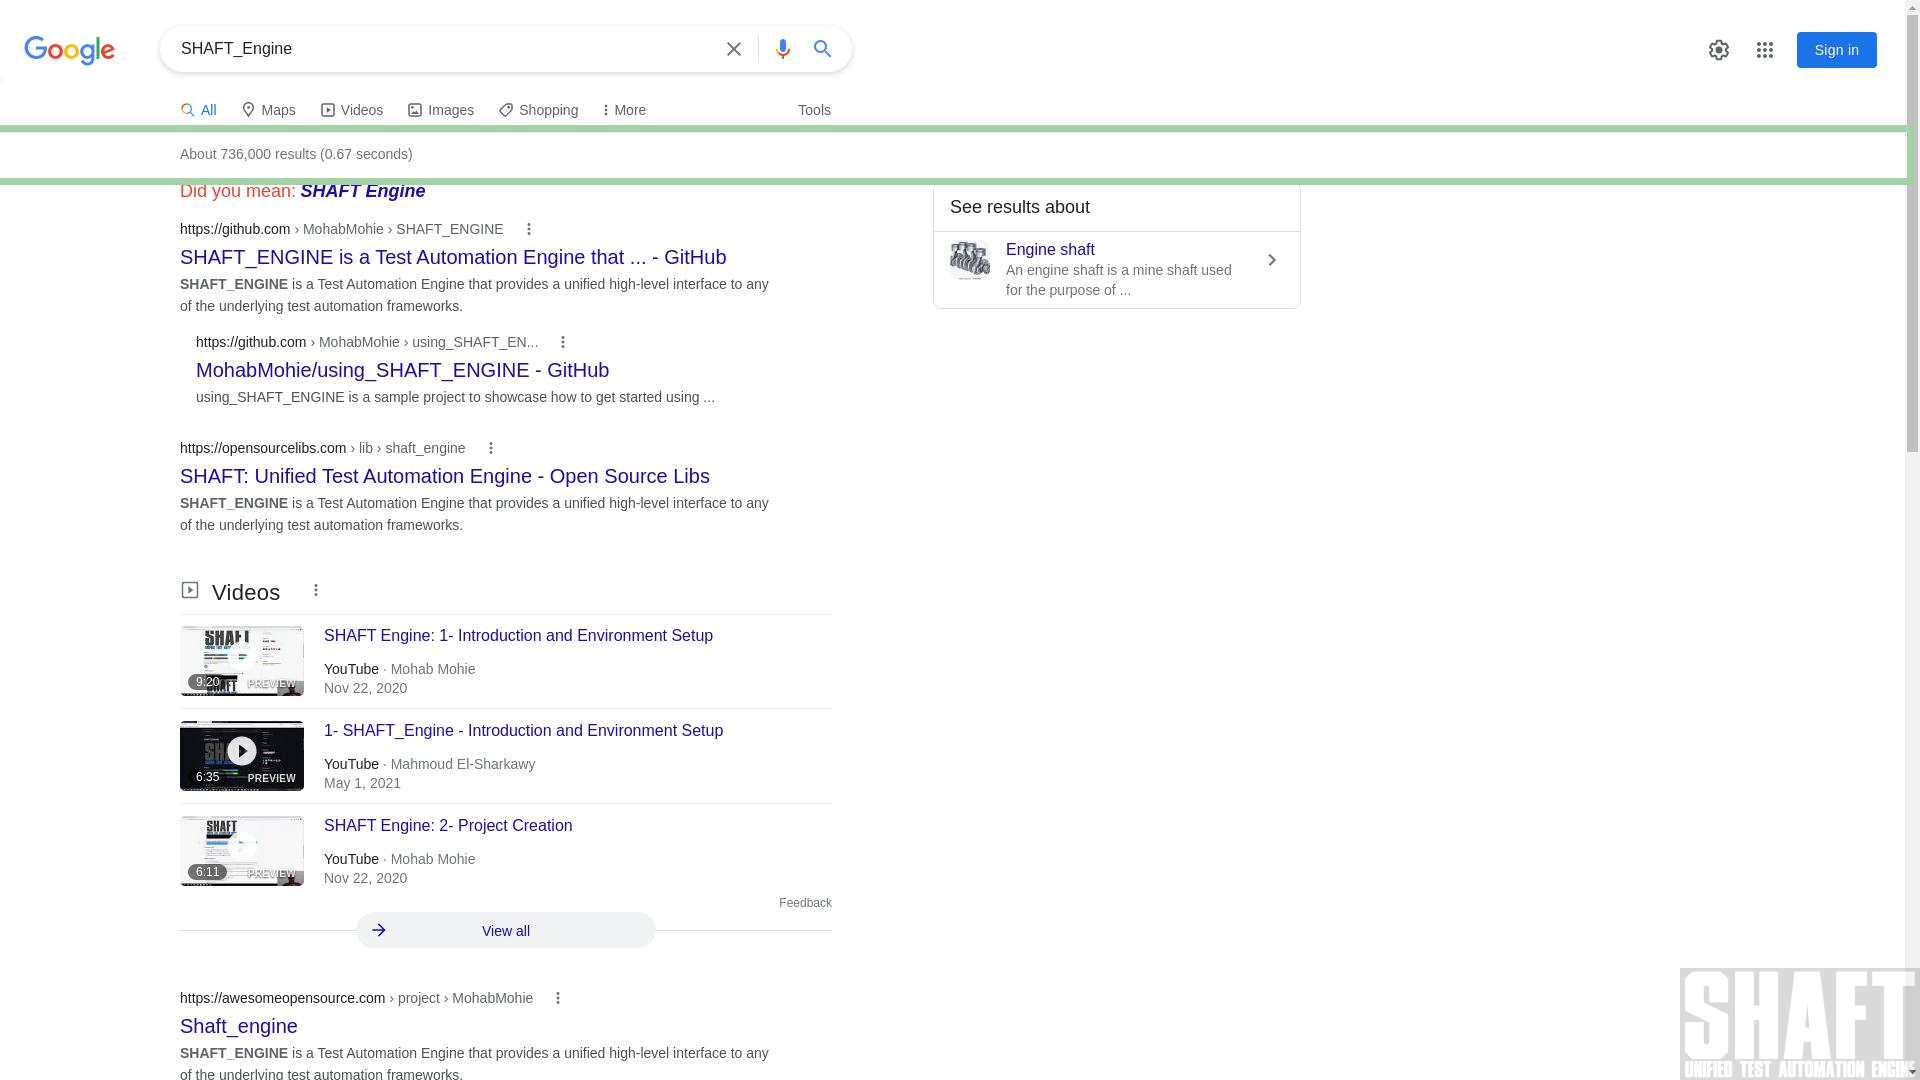 Google
SHAFT_Engine
Sign in
All
Maps
Videos
Images
Shopping
More
Tools
About 736,000 results (0.67 seconds)
Did you mean: SHAFT Engine
https://github.com › MohabMohie › SHAFT_ENGINE
SHAFT_ENGINE is a Test Automation Engine that ... - GitHub
SHAFT_ENGINE is a Test Automation Engine that provides a unified high-level interface to any
of the underlying test automation frameworks.
https://github.com › MohabMohie › using_SHAFT_EN...
MohabMohie/using_SHAFT_ENGINE - GitHub
using_SHAFT_ENGINE is a sample project to showcase how to get started using ...
https://opensourcelibs.com › lib › shaft_engine
SHAFT: Unified Test Automation Engine - Open Source Libs
SHAFT_ENGINE is a Test Automation Engine that provides a unified high-level interface to any
of the underlying test automation frameworks.
Videos
SHAFT
9:20
PREVIEW
SHAFT Engine: 1- Introduction and Environment Setup
YouTube · Mohab Mohie
Nov 22, 2020
SHAFT
6:35
PREVIEW
1- SHAFT_Engine - Introduction and Environment Setup
YouTube · Mahmoud El-Sharkawy
May 1, 2021
SHAFT
6:11
PREVIEW
SHAFT Engine: 2- Project Creation
YouTube · Mohab Mohie
Nov 22, 2020
Feedback
View all
https://awesomeopensource.com › project › MohabMohie
Shaft_engine
SHAFT_ENGINE is a Test Automation Engine that provides a unified high-level interface to any
of the underlying test automation frameworks.
See results about
Engine shaft
An engine shaft is a mine shaft used
for the purpose of ...
SHAFT
UNIFIED TEST AUTOMATION ENGINE